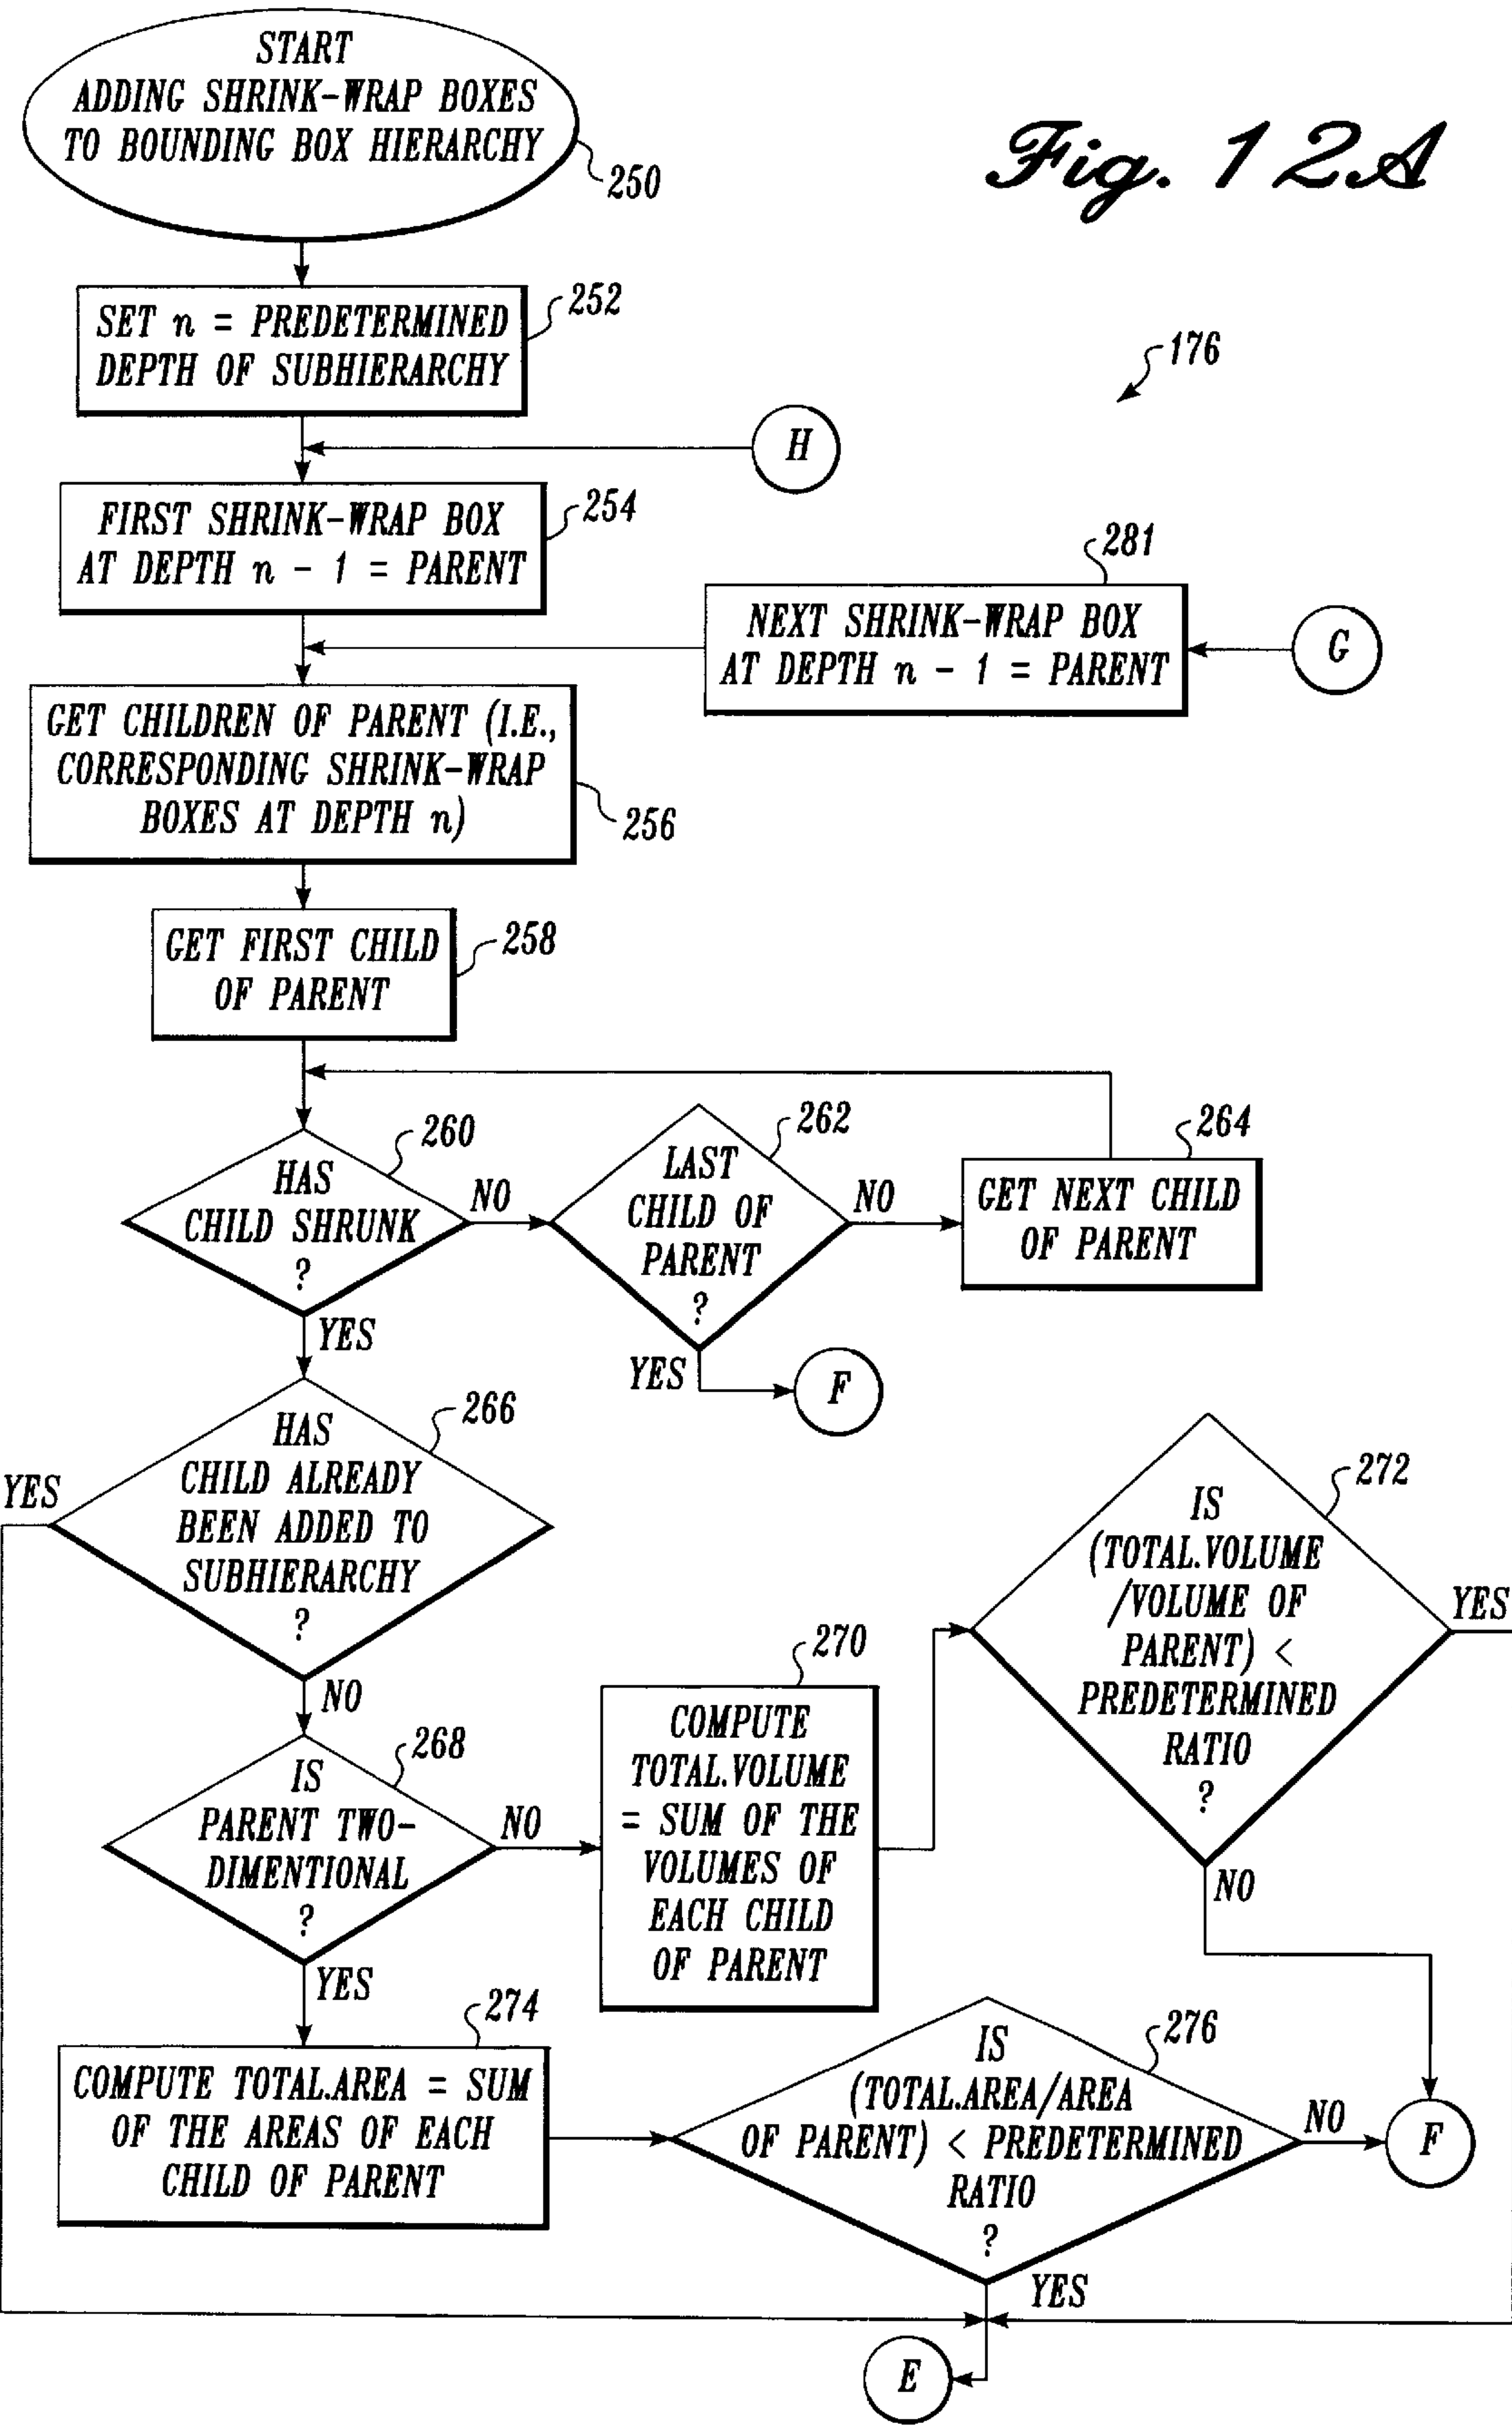 START
ADDING SHRINK-WRAP BOXES
TO BOUNDING BOX HIERARCHY
250
Fig. 12A
SET n = PREDETERMINED
DEPTH OF SUBHIERARCHY
252
176
H
FIRST SHRINK-WRAP BOX
AT DEPTH n - 1 = PARENT
254
281
NEXT SHRINK-WRAP BOX
AT DEPTH n - 1 = PARENT
G
GET CHILDREN OF PARENT (I.E.,
CORRESPONDING SHRINK-WRAP
BOXES AT DEPTH n)
256
GET FIRST CHILD
OF PARENT
258
HAS
CHILD SHRUNK
?
260
NO
YES
LAST
CHILD OF
PARENT
?
262
NO
YES
F
GET NEXT CHILD
OF PARENT
264
HAS
CHILD ALREADY
BEEN ADDED TO
SUBHIERARCHY
?
266
YES
NO
IS
PARENT TWO-
DIMENTIONAL
?
268
NO
YES
270
COMPUTE
TOTAL.VOLUME
= SUM OF THE
VOLUMES OF
EACH CHILD
OF PARENT
IS
(TOTAL.VOLUME
/VOLUME OF
PARENT) <
PREDETERMINED
RATIO
?
272
YES
NO
274
COMPUTE TOTAL.AREA = SUM
OF THE AREAS OF EACH
CHILD OF PARENT
IS
(TOTAL.AREA/AREA
OF PARENT) < PREDETERMINED
RATIO
?
276
NO
F
YES
E